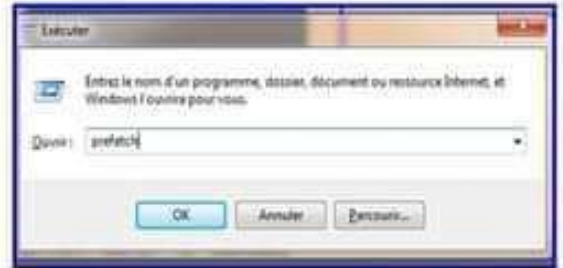 Exécuter
Entrez le nom d'un programme, dossier, document ou ressource Internet, et
Windows l'ouvrira pour vous.
Ouvrir : prefetch
OK Annuler Parcourir...